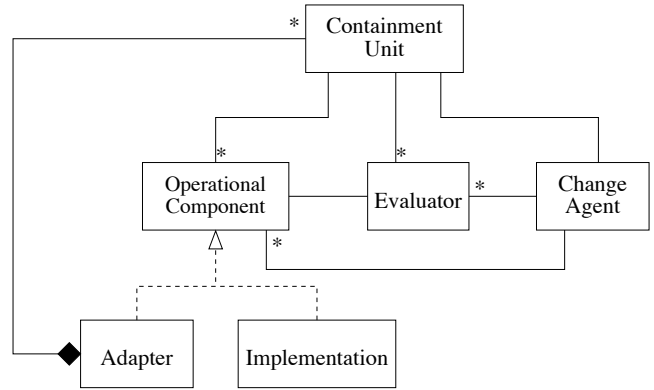 *
Containment
Unit
*
*
Operational
Component
Evaluator
*
Change
Agent
*
Adapter
Implementation